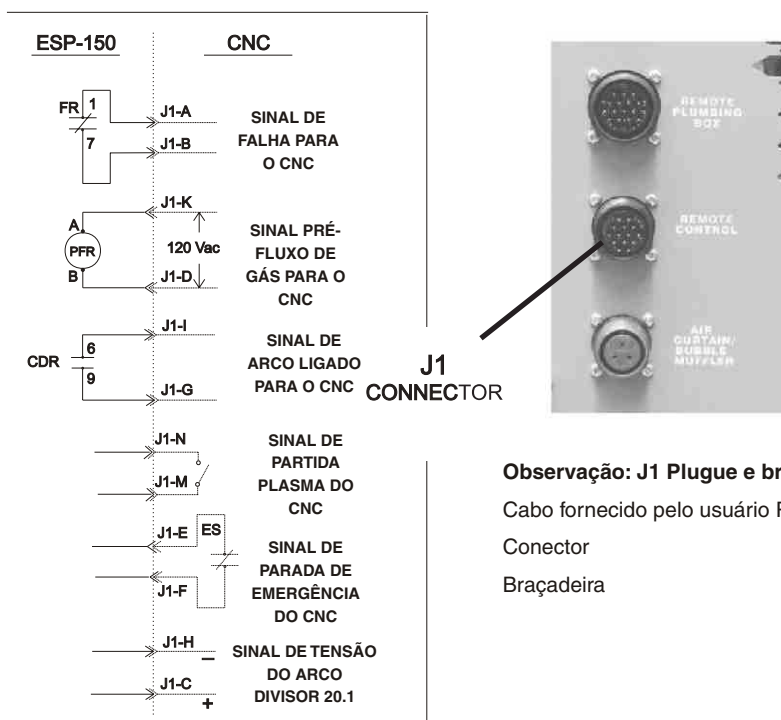 ESP-150
CNC
FR
1
7
J1-A
J1-B
SINAL DE
FALHA PARA
O CNC
A
PFR
B
J1-K
120 Vac
J1-D
SINAL PRÉ-
FLUXO DE
GÁS PARA O
CNC
CDR
6
9
J1-I
J1-G
SINAL DE
ARCO LIGADO
PARA O CNC
J1-N
J1-M
SINAL DE
PARTIDA
PLASMA DO
CNC
J1-E
ES
J1-F
SINAL DE
PARADA DE
EMERGÊNCIA
DO CNC
J1-H
–
J1-C
+
SINAL DE TENSÃO
DO ARCO
DIVISOR 20.1
J1
CONNECTOR
REMOTE
PLUMBING
BOX
REMOTE
CONTROL
AIR
CURTAIN/
BUBBLE
MUFFLER
Observação: J1 Plugue e br
Cabo fornecido pelo usuário
Conector
Braçadeira